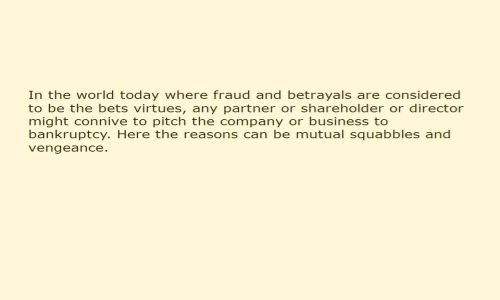 In the world today where fraud and betrayals are considered
to be the bets virtues, any partner or shareholder or director
might connive to pitch the company or business to
bankruptcy. Here the reasons can be mutual squabbles and
vengeance.